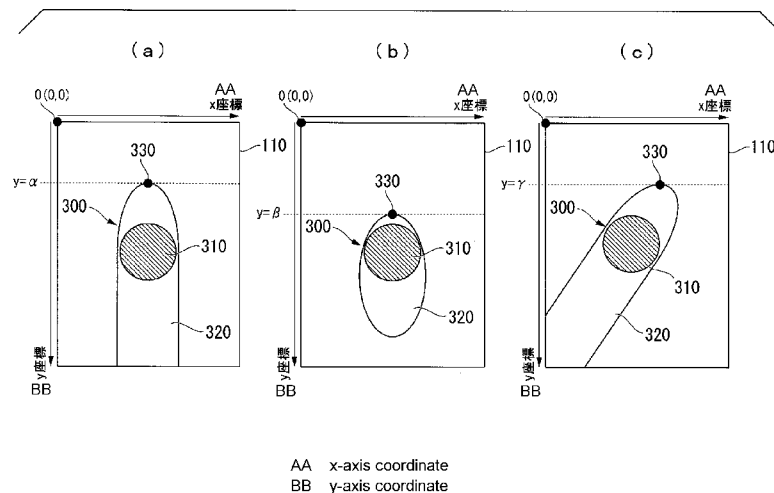 (a)
(b)
(c)
AA
x座標
0(0,0)
110
330
y=α
300
310
320
y座標
BB
AA
x座標
0(0,0)
110
330
y=β
300
310
320
y座標
BB
AA
x座標
0(0,0)
110
330
y=γ
300
310
320
y座標
BB
AA x-axis coordinate
BB y-axis coordinate